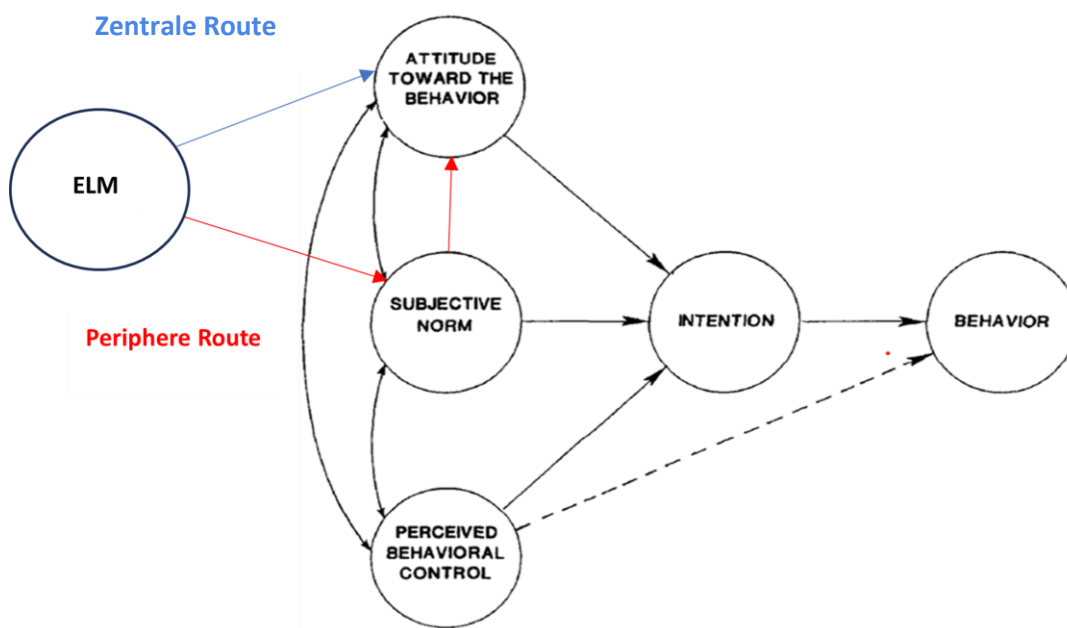 Zentrale Route
ATTITUDE
TOWARD THE
BEHAVIOR
ELM
SUBJECTIVE
NORM
INTENTION
BEHAVIOR
Periphere Route
PERCEIVED
BEHAVIORAL
CONTROL